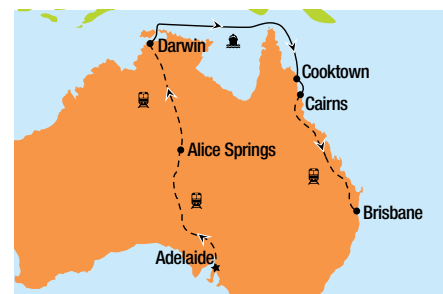 Darwin
Cooktown
Cairns
Alice Springs
Brisbane
Adelaide